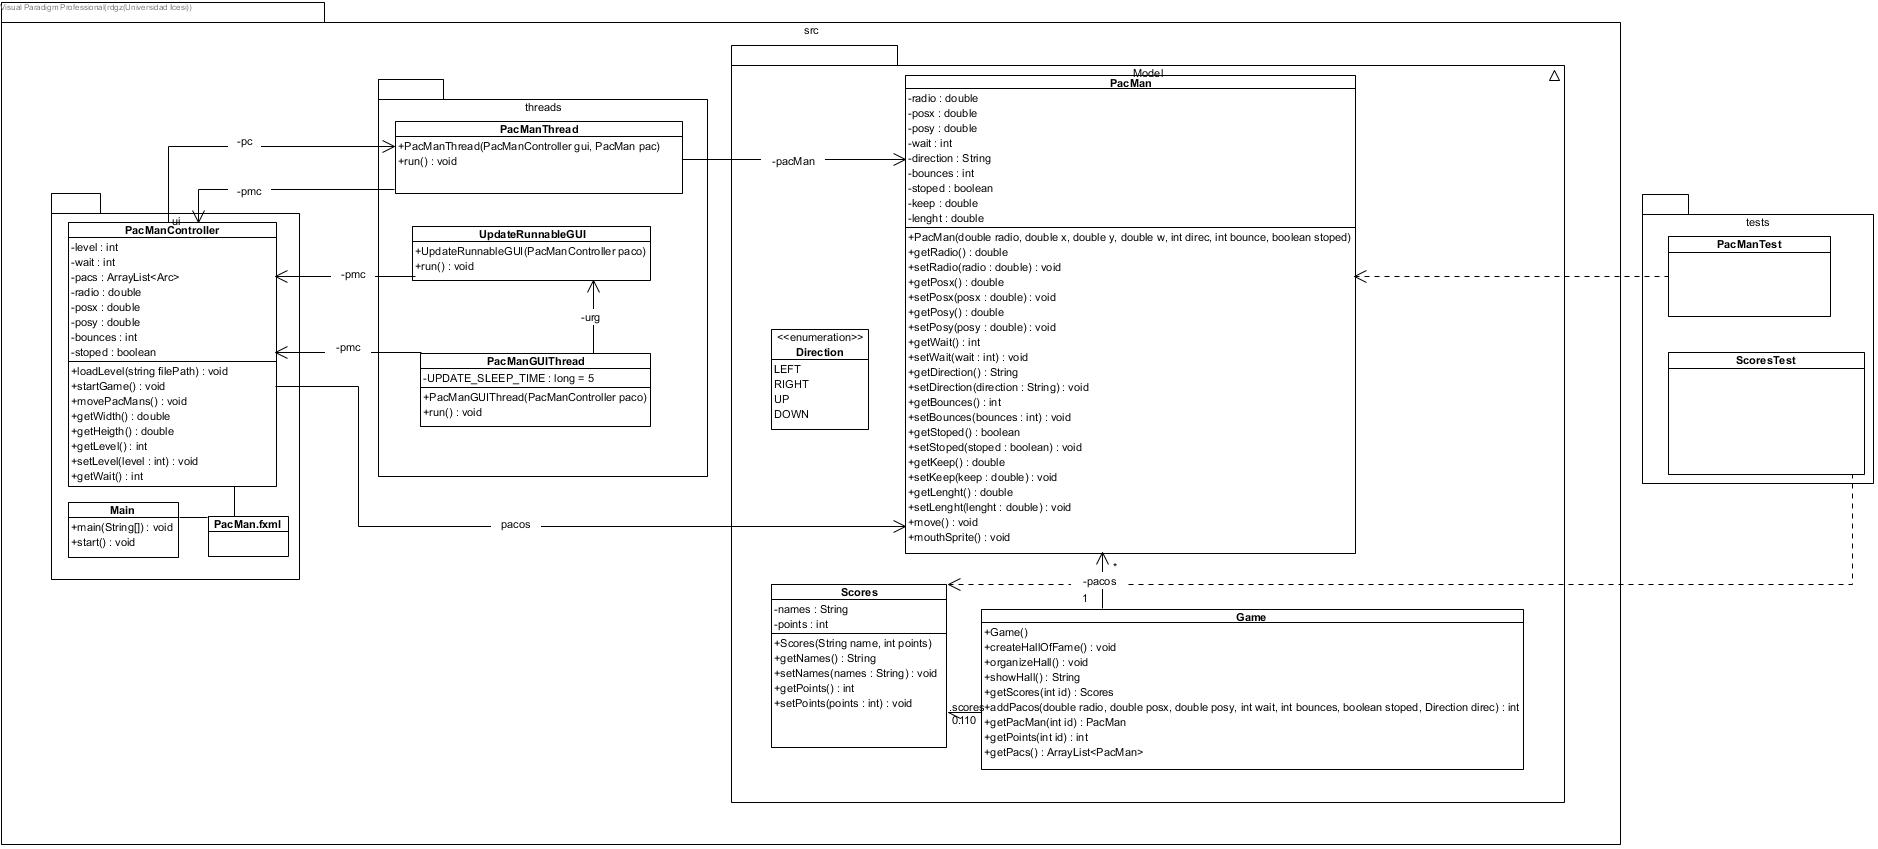 Visual Paradigm Professional(rdgz(Universidad Icesi))
src
threads
PacManThread
+PacManThread(PacManController gui, PacMan pac)
+run() : void
-pc
-pmc
ui
PacManController
-level : int
-wait : int
-pacs : ArrayList<Arc>
-radio : double
-posx : double
-posy : double
-bounces : int
-stoped : boolean
+loadLevel(string filePath) : void
+startGame() : void
+movePacMans() : void
+getWidth() : double
+getHeigth() : double
+getLevel() : int
+setLevel(level : int) : void
+getWait() : int
Main
+main(String[]) : void
+start() : void
PacMan.fxml
UpdateRunnableGUI
+UpdateRunnableGUI(PacManController paco)
+run() : void
-pmc
-urg
-pmc
PacManGUIThread
-UPDATE_SLEEP_TIME : long = 5
+PacManGUIThread(PacManController paco)
+run() : void
-pacMan
pacos
Model
PacMan
-radio : double
-posx : double
-posy : double
-wait : int
-direction : String
-bounces : int
-stoped : boolean
-keep : double
-lenght : double
+PacMan(double radio, double x, double y, double w, int direc, int bounce, boolean stoped)
+getRadio() : double
+setRadio(radio : double) : void
+getPosx() : double
+setPosx(posx : double) : void
+getPosy() : double
+setPosy(posy : double) : void
+getWait() : int
+setWait(wait : int) : void
+getDirection() : String
+setDirection(direction : String) : void
+getBounces() : int
+setBounces(bounces : int) : void
+getStoped() : boolean
+setStoped(stoped : boolean) : void
+getKeep() : double
+setKeep(keep : double) : void
+getLenght() : double
+setLenght(lenght : double) : void
+move() : void
+mouthSprite() : void
<<enumeration>>
Direction
LEFT
RIGHT
UP
DOWN
*
-pacos
1
Scores
-names : String
-points : int
+Scores(String name, int points)
+getNames() : String
+setNames(names : String) : void
+getPoints() : int
+setPoints(points : int) : void
scores
Game
+Game()
+createHallOfFame() : void
+organizeHall() : void
+showHall() : String
+getScores(int id) : Scores
+addPacos(double radio, double posx, double posy, int wait, int bounces, boolean stoped, Direction direc) : int
+getPacMan(int id) : PacMan
+getPoints(int id) : int
+getPacs() : ArrayList<PacMan>
tests
PacManTest
ScoresTest